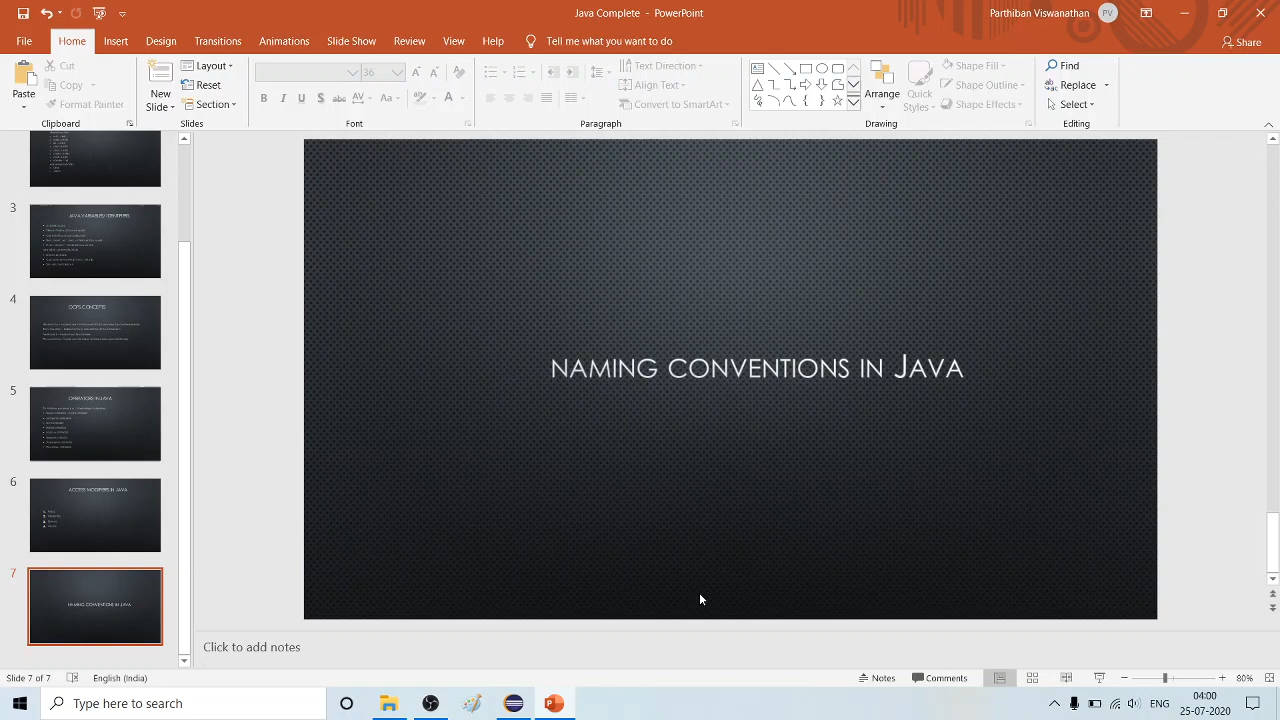 Java Complete - PowerPoint
Parthiban Viswanathan PV
File Home Insert Design Transitions Animations Slide Show Review View Help Tell me what you want to do Share
Paste
Cut
Copy
Format Painter
Clipboard
New Slide
Layout
Reset
Section
Slides
36
B I U S abc AV Aa A
Font
Text Direction
Align Text
Convert to SmartArt
Paragraph
Arrange
Quick Styles
Shape Fill
Shape Outline
Shape Effects
Drawing
Find
Replace
Select
Editing
3
JAVA VARIABLES/ IDENTIFIERS
4
OOPS CONCEPTS
5
OPERATORS IN JAVA
6
ACCESS MODIFIERS IN JAVA
7
NAMING CONVENTIONS IN JAVA
NAMING CONVENTIONS IN JAVA
Click to add notes
Slide 7 of 7 English (India) Notes Comments 80%
Type here to search
04:00
25-07-2020